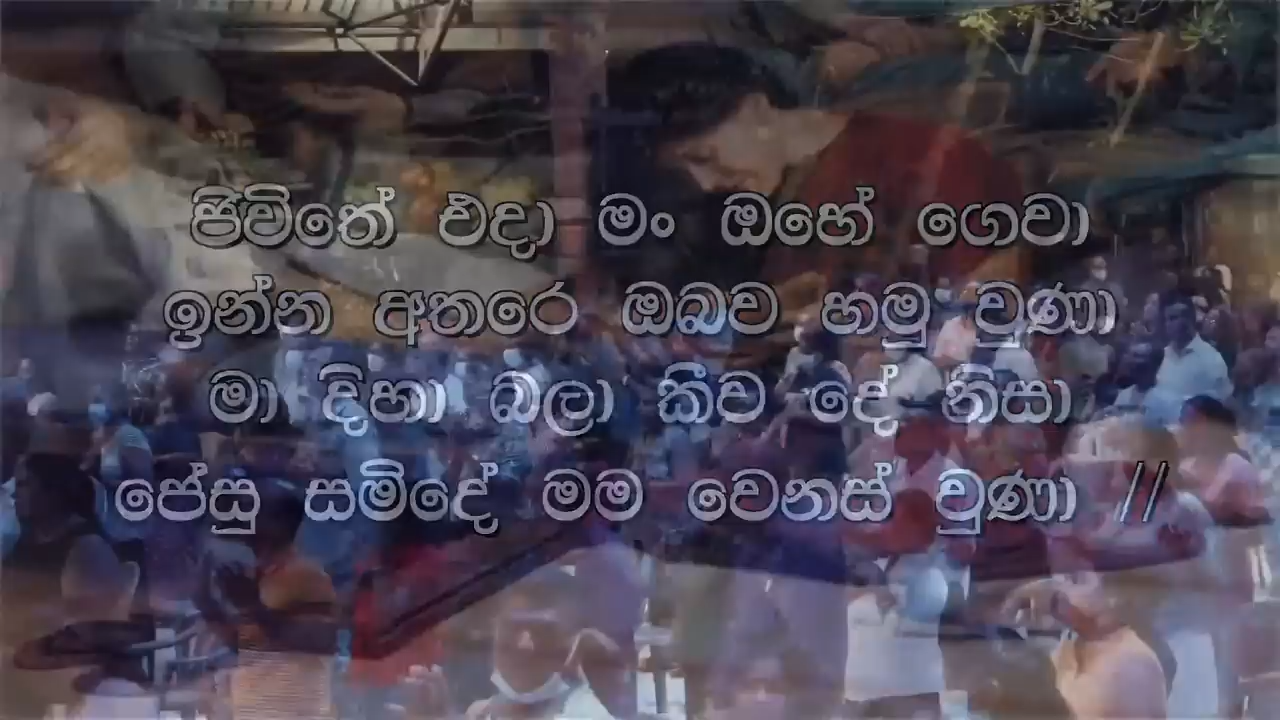 ජිවිතේ එදා මං ඔහේ ගෙවා
ඉන්න අතරෙ ඔබව හමු වුණා
මා දිහා බලා කිව දේ නිසා
ජේසු සමිදේ මම වෙනස් වුණා //